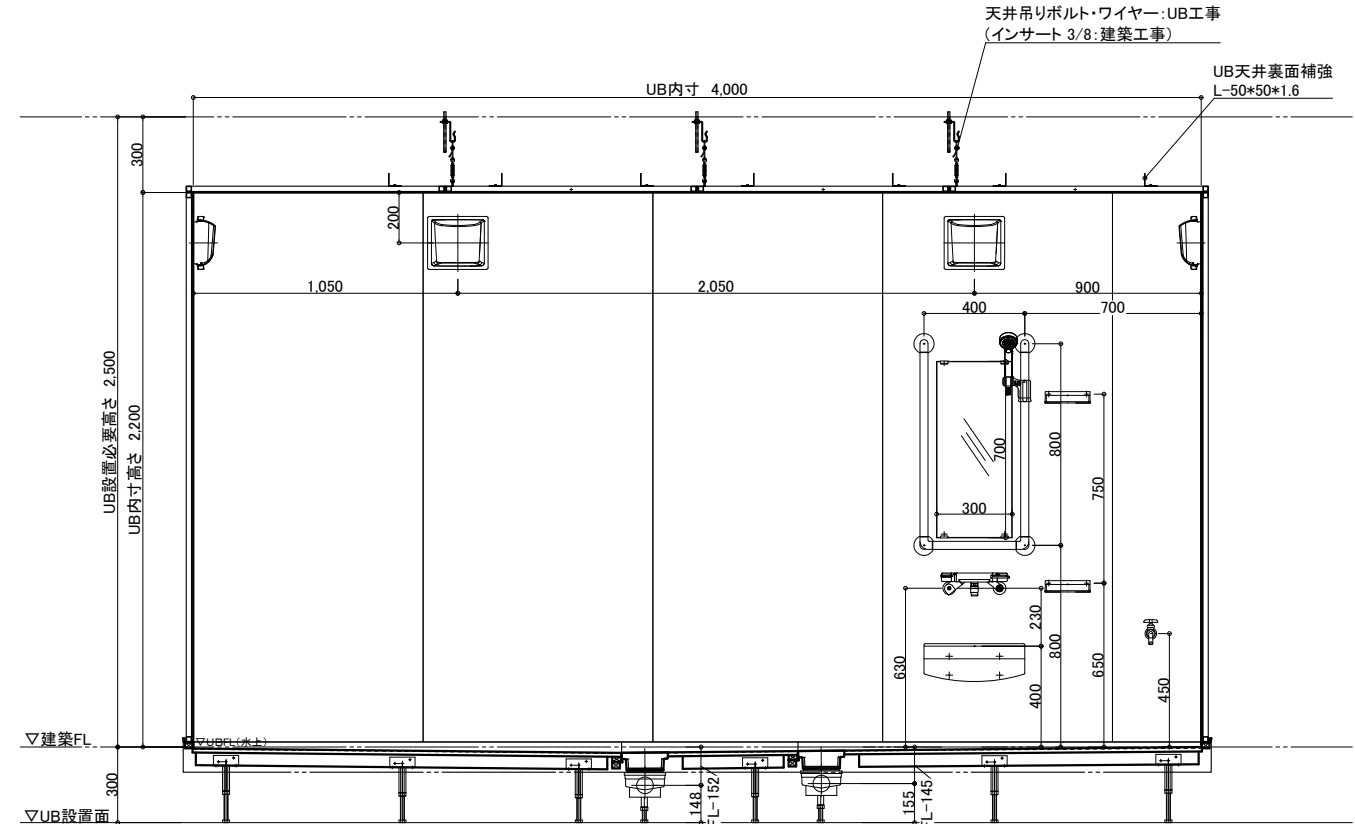 天井吊りボルト・ワイヤー:UB工事
(インサート 3/8:建築工事)
UB天井裏面補強
L-50*50*1.6
UB内寸 4,000
300
200
1,050
2,050
900
400
700
UB設置必要高さ 2,500
UB内寸高さ 2,200
700
800
750
300
230
630
800
650
400
450
▽建築FL
▽UBFL(水上)
300
148
FL-152
155
FL-145
▽UB設置面